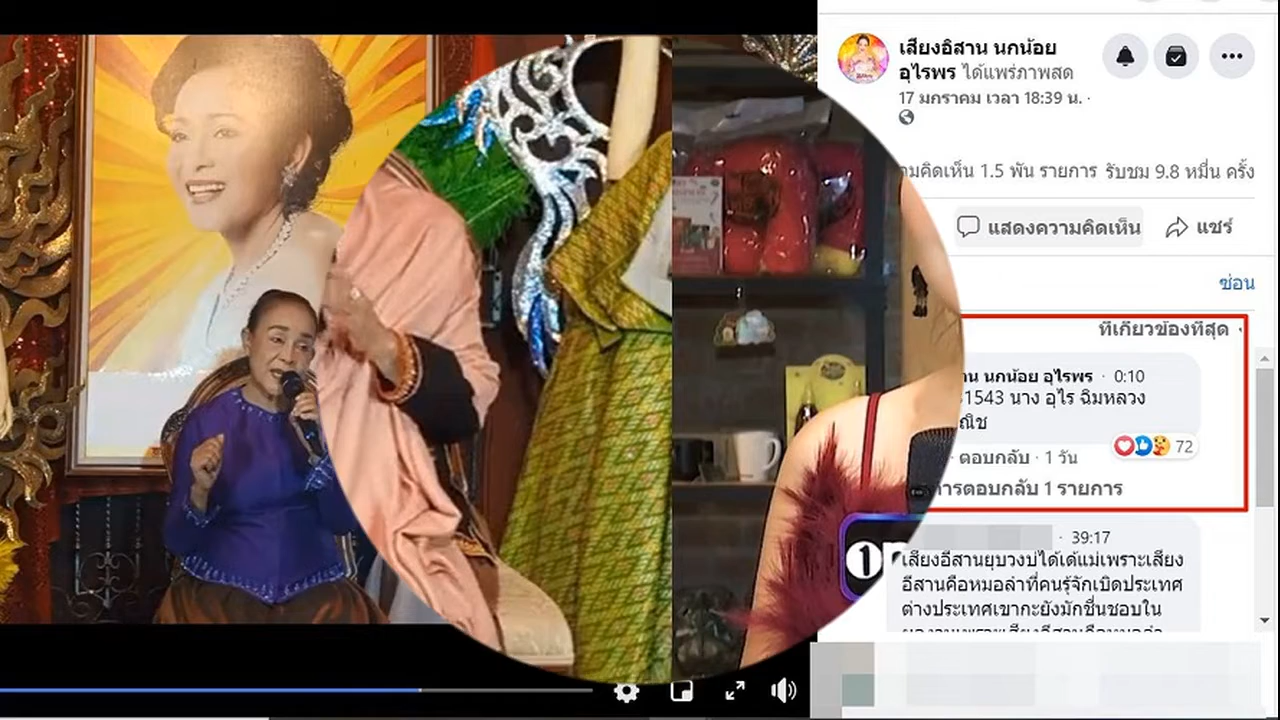 เสียงอิสาน นกน้อย
อุไรพร ได้แพร่ภาพสด
17 มกราคม เวลา 18:39 น. ·
ามคิดเห็น 1.5 พัน รายการ รับชม 9.8 หมื่น ครั้ง
แสดงความคิดเห็น แชร์
ซ่อน
ที่เกี่ยวข้องที่สุด
าน นกน้อย อุไรพร · 0:10
1543 นาง อุไร ฉิมหลวง
ณิช
72
· ตอบกลับ · 1 วัน
การตอบกลับ 1 รายการ
· 39:17
เสียงอีสานยุบวงบ่ได้เด้แม่เพราะเสียง
อีสานคือหมอลำที่คนรู้จักเบิดประเทศ
ต่างประเทศเขากะยังมักชื่นชอบใน